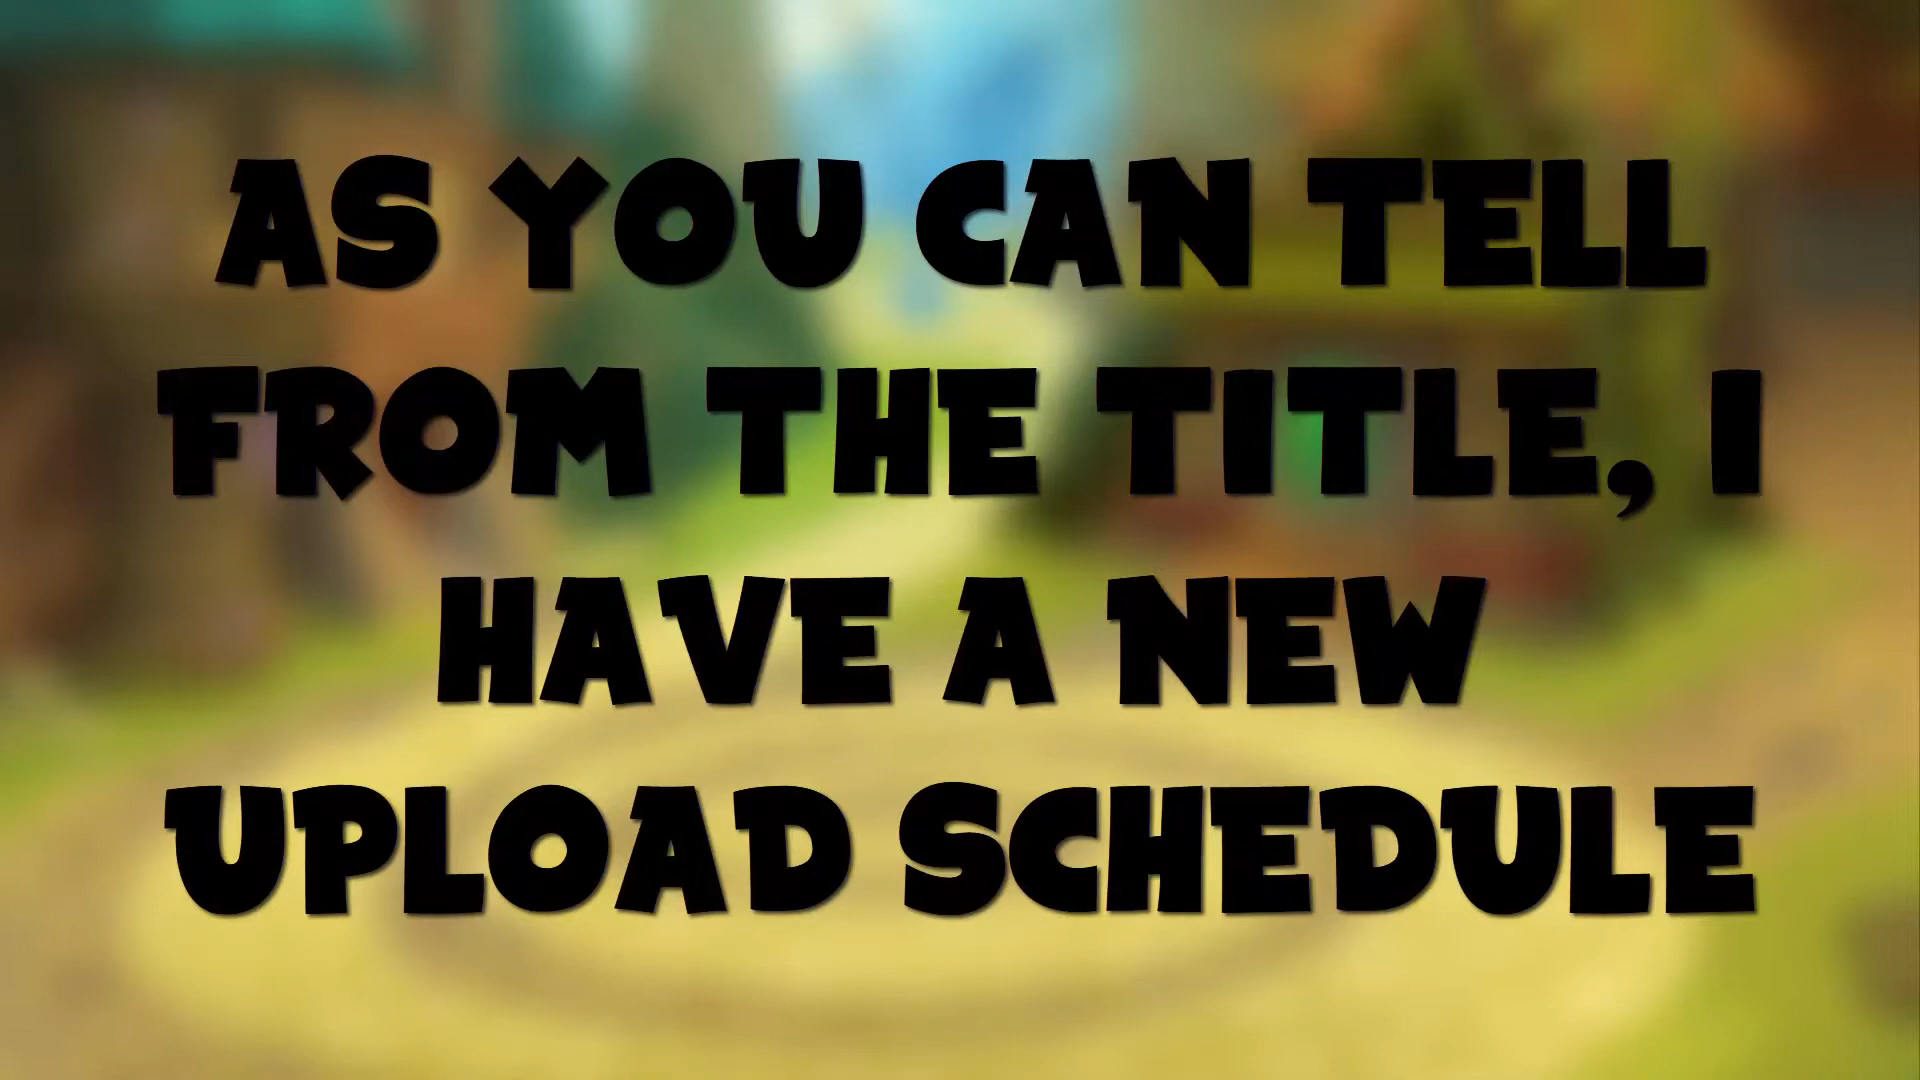 AS YOU CAN TELL
FROM THE TITLE, I
HAVE A NEW
UPLOAD SCHEDULE